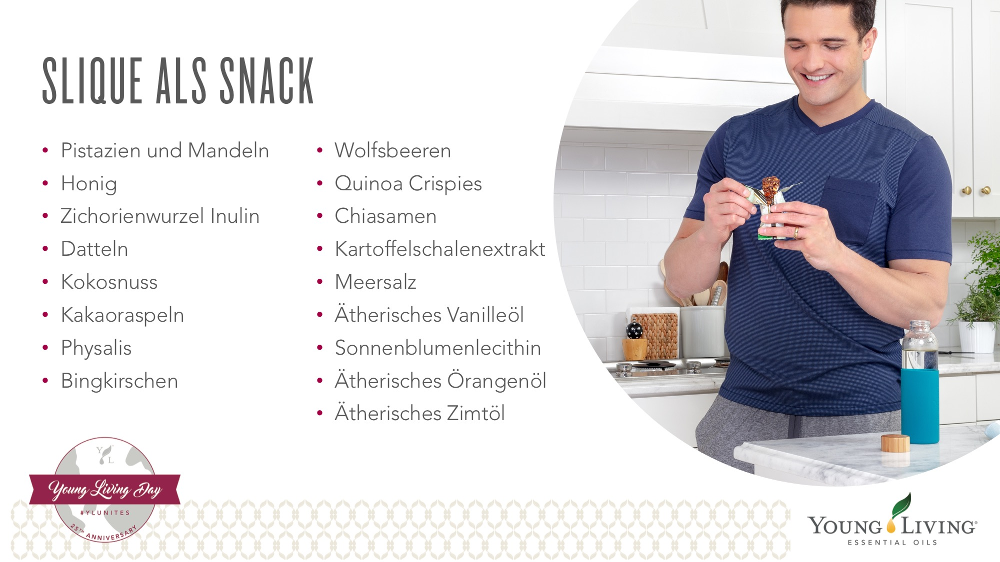 SLIQUE ALS SNACK
• Pistazien und Mandeln
• Honig
• Zichorienwurzel Inulin
• Datteln
• Kokosnuss
• Kakaoraspeln
• Physalis
• Bingkirschen
• Wolfsbeeren
• Quinoa Crispies
• Chiasamen
• Kartoffelschalenextrakt
• Meersalz
• Ätherisches Vanilleöl
• Sonnenblumenlecithin
• Ätherisches Örangenöl
• Ätherisches Zimtöl
Y L
Young Living Day
#YLUNITES
25TH ANNIVERSARY
YOUNG LIVING®
ESSENTIAL OILS